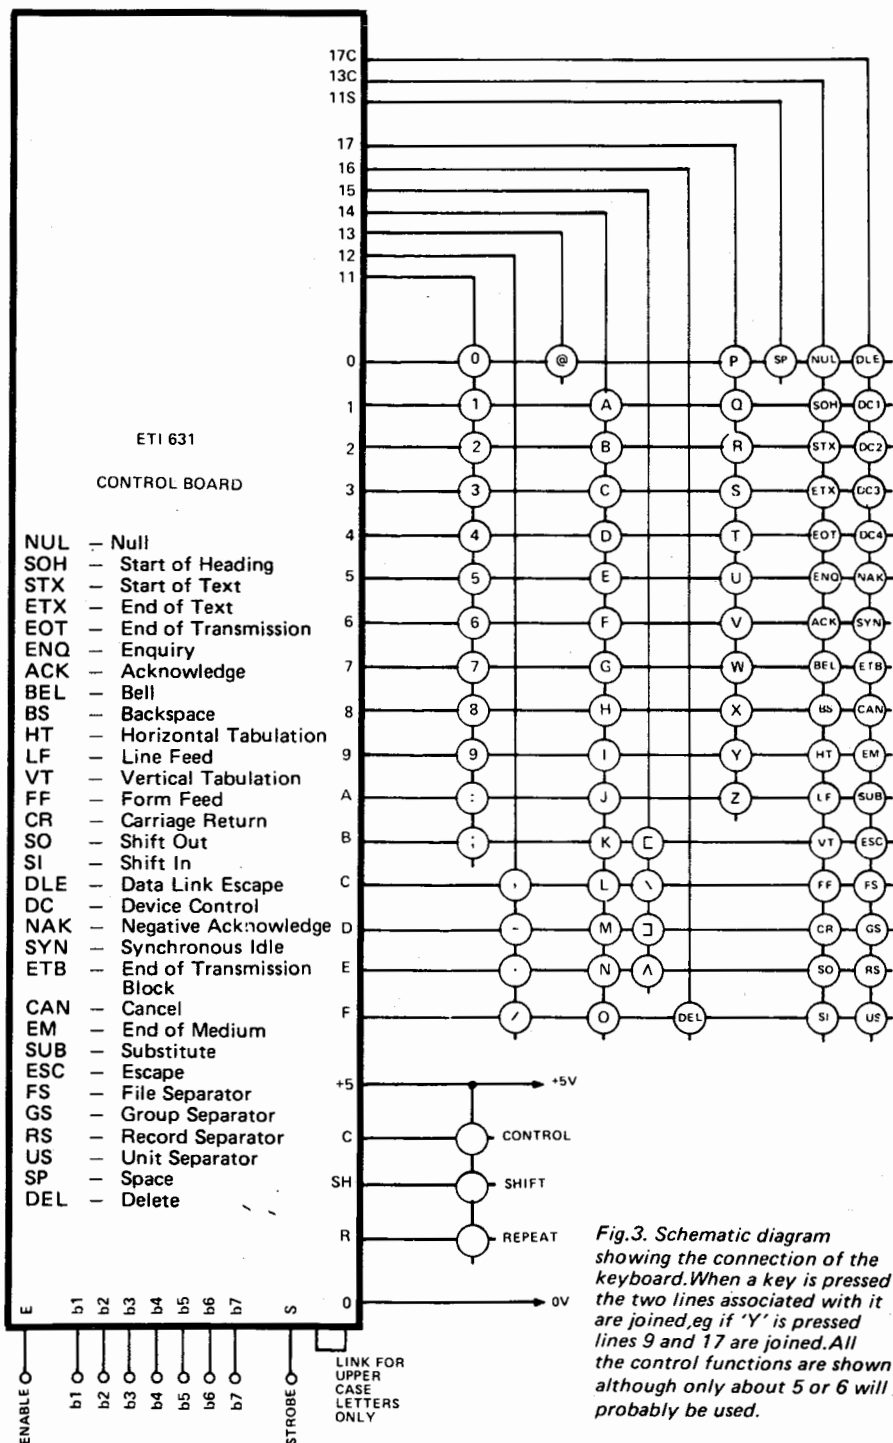 17C
13C
11S
17
16
15
14
13
12
11
0 0 @ P SP NUL DLE
1 1 A Q SOH DC1
2 2 B R STX DC2
3 3 C S ETX DC3
4 4 D T EOT DC4
5 5 E U ENQ NAK
6 6 F V ACK SYN
7 7 G W BEL ETB
8 8 H X BS CAN
9 9 I Y HT EM
A : J Z LF SUB
B ; K [ VT ESC
C , L \ FF FS
D - M ] CR GS
E . N Λ SO RS
F / O DEL SI US
ETI 631
CONTROL BOARD
NUL – Null
SOH – Start of Heading
STX – Start of Text
ETX – End of Text
EOT – End of Transmission
ENQ – Enquiry
ACK – Acknowledge
BEL – Bell
BS – Backspace
HT – Horizontal Tabulation
LF – Line Feed
VT – Vertical Tabulation
FF – Form Feed
CR – Carriage Return
SO – Shift Out
SI – Shift In
DLE – Data Link Escape
DC – Device Control
NAK – Negative Acknowledge
SYN – Synchronous Idle
ETB – End of Transmission
Block
CAN – Cancel
EM – End of Medium
SUB – Substitute
ESC – Escape
FS – File Separator
GS – Group Separator
RS – Record Separator
US – Unit Separator
SP – Space
DEL – Delete
+5 +5V
C CONTROL
SH SHIFT
R REPEAT
0 0V
E b1 b2 b3 b4 b5 b6 b7 S
ENABLE b1 b2 b3 b4 b5 b6 b7 STROBE
LINK FOR
UPPER
CASE
LETTERS
ONLY
Fig.3. Schematic diagram
showing the connection of the
keyboard.When a key is pressed
the two lines associated with it
are joined,eg if 'Y' is pressed
lines 9 and 17 are joined.All
the control functions are shown
although only about 5 or 6 will
probably be used.